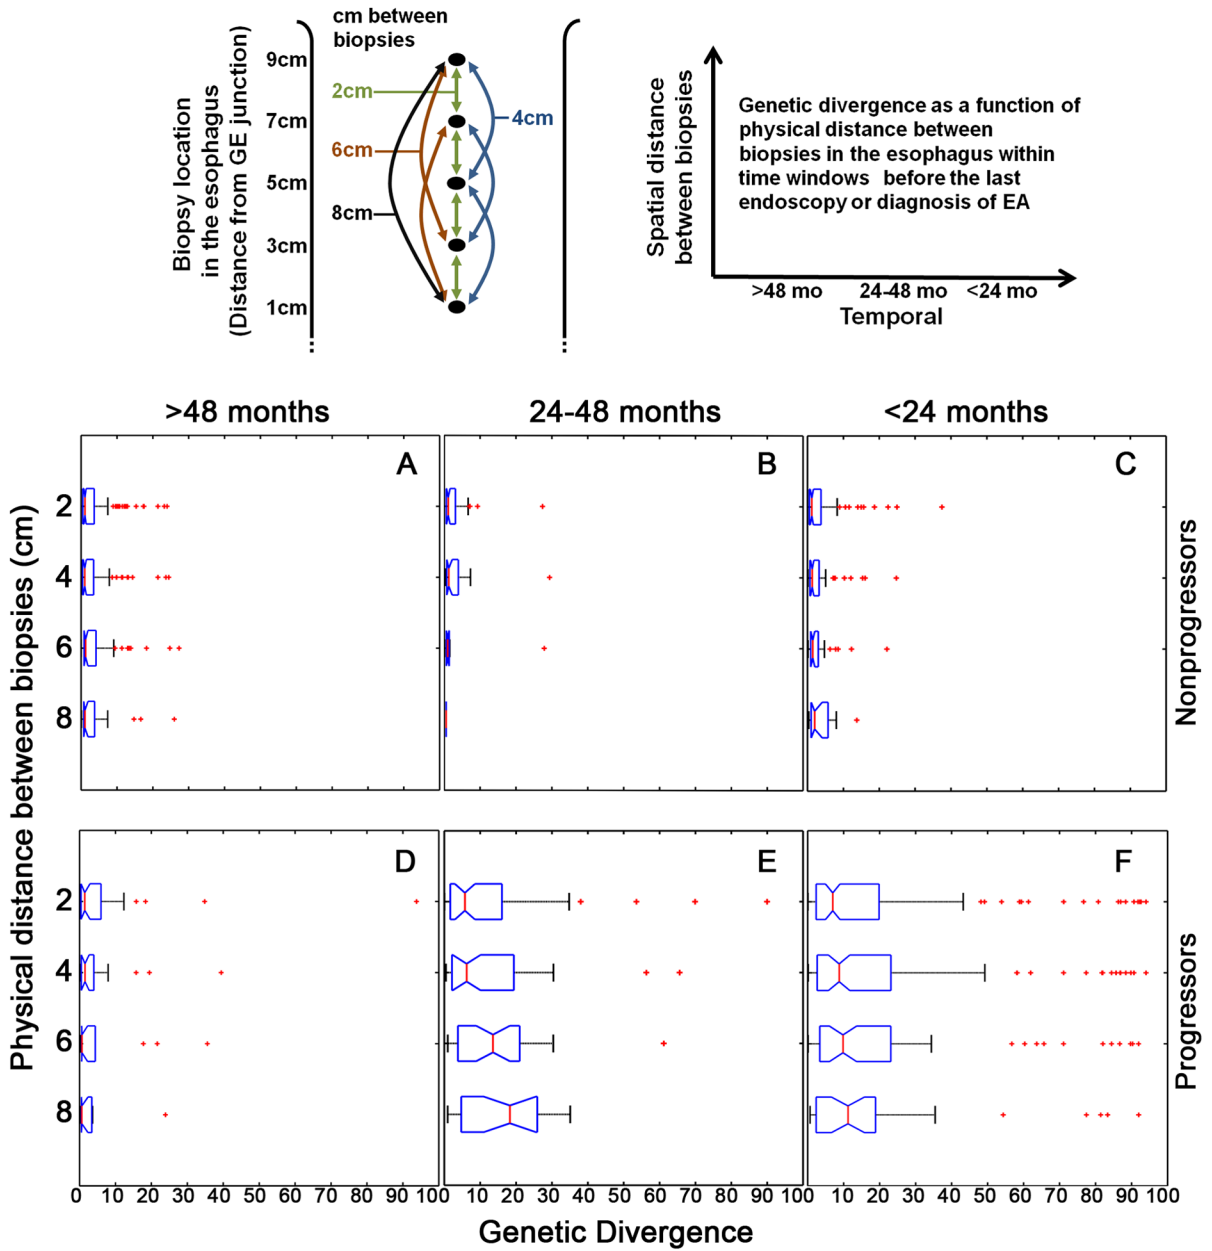 cm between
biopsies
Biopsy location
in the esophagus
(Distance from GE junction)
9cm
7cm
5cm
3cm
1cm
2cm
4cm
6cm
8cm
Spatial distance
between biopsies
Genetic divergence as a function of
physical distance between
biopsies in the esophagus within
time windows before the last
endoscopy or diagnosis of EA
>48 mo 24-48 mo <24 mo
Temporal
>48 months 24-48 months <24 months
Physical distance between biopsies (cm)
A B C
2
4
6
8
Nonprogressors
D E F
2
4
6
8
Progressors
0 10 20 30 40 50 60 70 80 90 100 0 10 20 30 40 50 60 70 80 90 100 0 10 20 30 40 50 60 70 80 90 100
Genetic Divergence